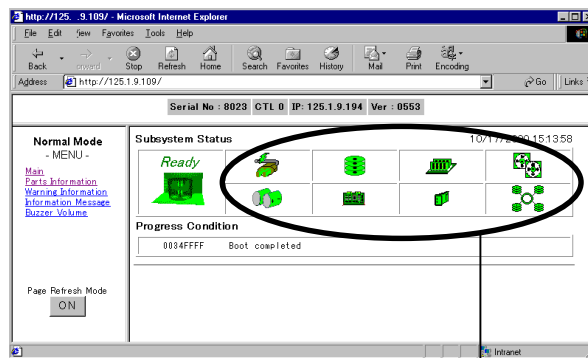 http://125. .9.109/ - Microsoft Internet Explorer
File Edit View Favorites Tools Help
Back Forward Stop Refresh Home Search Favorites History Mail Print Encoding
Address http://125.1.9.109/ Go Links
Serial No : 8023 CTL 0 IP: 125.1.9.194 Ver : 0553
Normal Mode
- MENU -
Main
Parts Information
Warning Information
Information Message
Buzzer Volume
Page Refresh Mode
ON
Subsystem Status
15:13:58
Ready
Progress Condition
0034FFFF Boot completed
Intranet